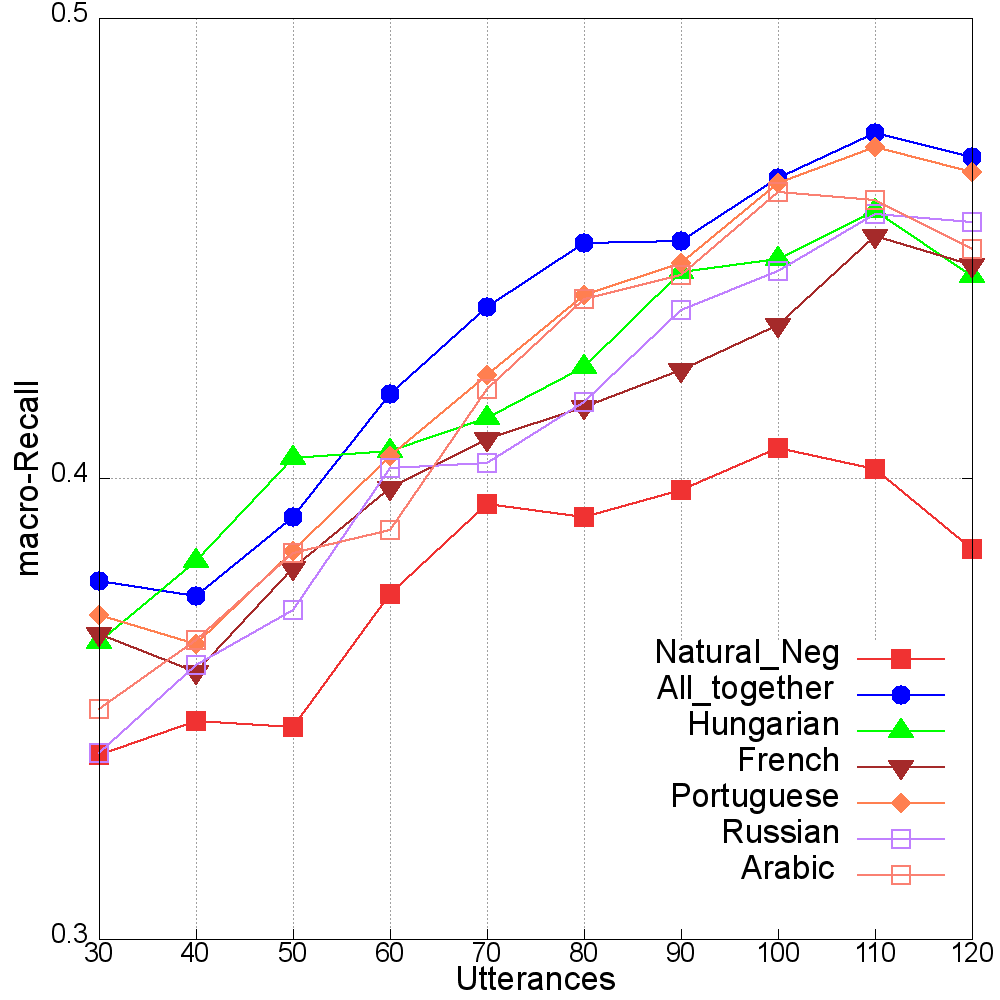 0.5
0.4
0.3
macro-Recall
30 40 50 60 70 80 90 100 110 120
Utterances
Natural_Neg
All_together
Hungarian
French
Portuguese
Russian
Arabic